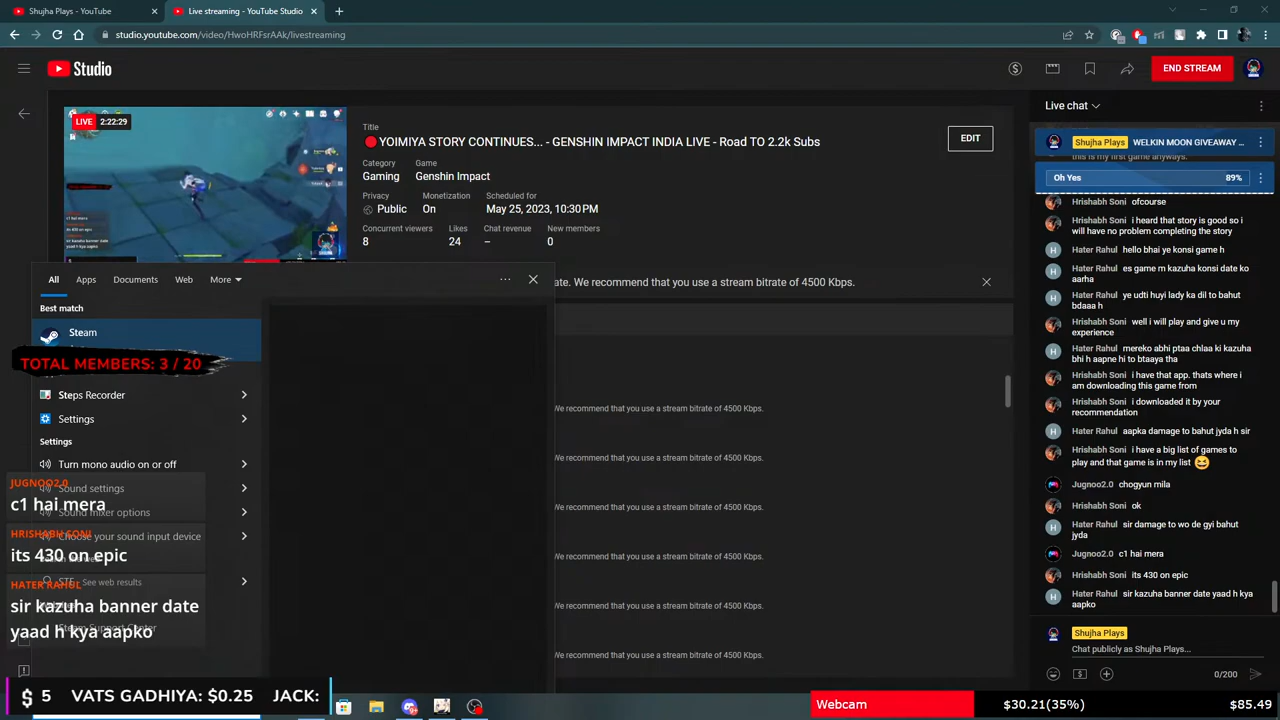 Shujha Plays - YouTube
Live streaming - YouTube Studio
studio.youtube.com/video/HwoHRFsrAAk/livestreaming
Studio
END STREAM
LIVE 2:22:29
Title
🔴YOIMIYA STORY CONTINUES... - GENSHIN IMPACT INDIA LIVE - Road TO 2.2k Subs
EDIT
Category
Game
Gaming
Genshin Impact
Privacy
Monetization
Scheduled for
Public
On
May 25, 2023, 10:30 PM
Concurrent viewers
Likes
Chat revenue
New members
8
24
–
0
ate. We recommend that you use a stream bitrate of 4500 Kbps.
We recommend that you use a stream bitrate of 4500 Kbps.
We recommend that you use a stream bitrate of 4500 Kbps.
We recommend that you use a stream bitrate of 4500 Kbps.
We recommend that you use a stream bitrate of 4500 Kbps.
We recommend that you use a stream bitrate of 4500 Kbps.
We recommend that you use a stream bitrate of 4500 Kbps.
All
Apps
Documents
Web
More
Best match
Steam
TOTAL MEMBERS: 3 / 20
Steps Recorder
Settings
Settings
Turn mono audio on or off
Sound settings
Sound mixer options
Choose your sound input device
STE See web results
Steam Support Center
JUGNOO2.0
c1 hai mera
HRISHABH SONI
its 430 on epic
HATER RAHUL
sir kazuha banner date
yaad h kya aapko
Live chat
Shujha Plays WELKIN MOON GIVEAWAY ...
this is my first game anyways.
Oh Yes
89%
Hrishabh Soni ofcourse
Hrishabh Soni i heard that story is good so i
will have no problem completing the story
Hater Rahul hello bhai ye konsi game h
Hater Rahul es game m kazuha konsi date ko
aarha
Hater Rahul ye udti huyi lady ka dil to bahut
bdaaa h
Hrishabh Soni well i will play and give u my
experience
Hater Rahul mereko abhi ptaa chlaa ki kazuha
bhi h aapne hi to btaaya tha
Hrishabh Soni i have that app. thats where i
am downloading this game from
Hrishabh Soni i downloaded it by your
recommendation
Hater Rahul aapka damage to bahut jyda h sir
Hrishabh Soni i have a big list of games to
play and that game is in my list 😆
Jugnoo2.0 chogyun mila
Hrishabh Soni ok
Hater Rahul sir damage to wo de gyi bahut
jyda
Jugnoo2.0 c1 hai mera
Hrishabh Soni its 430 on epic
Hater Rahul sir kazuha banner date yaad h kya
aapko
Shujha Plays
Chat publicly as Shujha Plays...
0/200
$ 5 VATS GADHIYA: $0.25 JACK:
Webcam
$30.21(35%)
$85.49